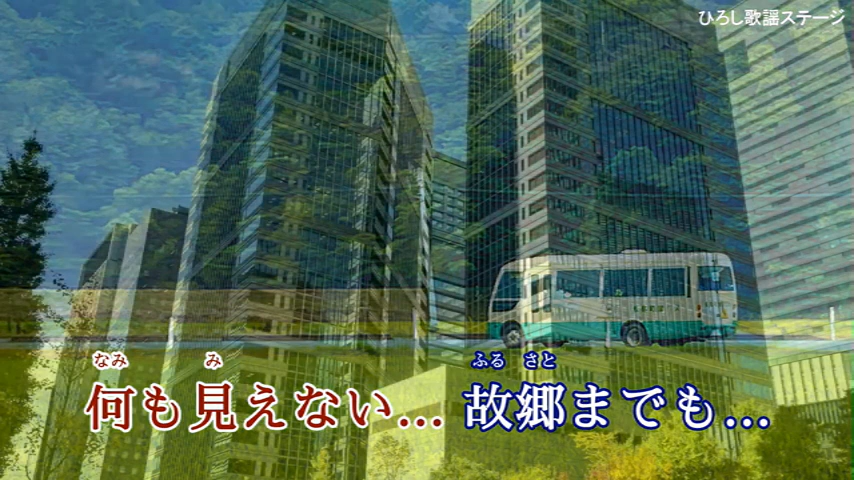 ひろし歌謡ステージ
なみ み ふる さと
何も見えない… 故郷までも…